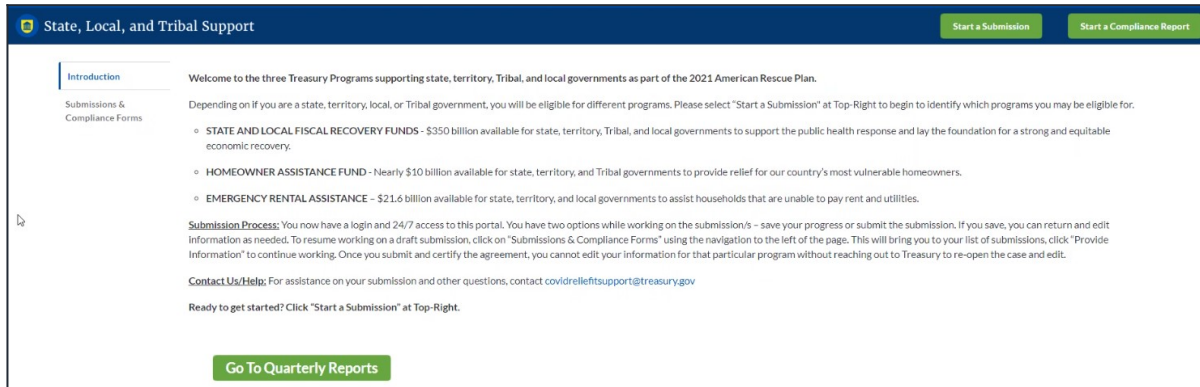 State, Local, and Tribal Support
Start a Submission
Start a Compliance Report
Introduction
Submissions &
Compliance Forms
Welcome to the three Treasury Programs supporting state, territory, Tribal, and local governments as part of the 2021 American Rescue Plan.
Depending on if you are a state, territory, local, or Tribal government, you will be eligible for different programs. Please select "Start a Submission" at Top-Right to begin to identify which programs you may be eligible for.
◦ STATE AND LOCAL FISCAL RECOVERY FUNDS - $350 billion available for state, territory, Tribal, and local governments to support the public health response and lay the foundation for a strong and equitable
economic recovery.
◦ HOMEOWNER ASSISTANCE FUND - Nearly $10 billion available for state, territory, and Tribal governments to provide relief for our country's most vulnerable homeowners.
◦ EMERGENCY RENTAL ASSISTANCE – $21.6 billion available for state, territory, and local governments to assist households that are unable to pay rent and utilities.
Submission Process: You now have a login and 24/7 access to this portal. You have two options while working on the submission/s – save your progress or submit the submission. If you save, you can return and edit
information as needed. To resume working on a draft submission, click on "Submissions & Compliance Forms" using the navigation to the left of the page. This will bring you to your list of submissions, click "Provide
Information" to continue working. Once you submit and certify the agreement, you cannot edit your information for that particular program without reaching out to Treasury to re-open the case and edit.
Contact Us/Help: For assistance on your submission and other questions, contact covidreliefitsupport@treasury.gov
Ready to get started? Click "Start a Submission" at Top-Right.
Go To Quarterly Reports